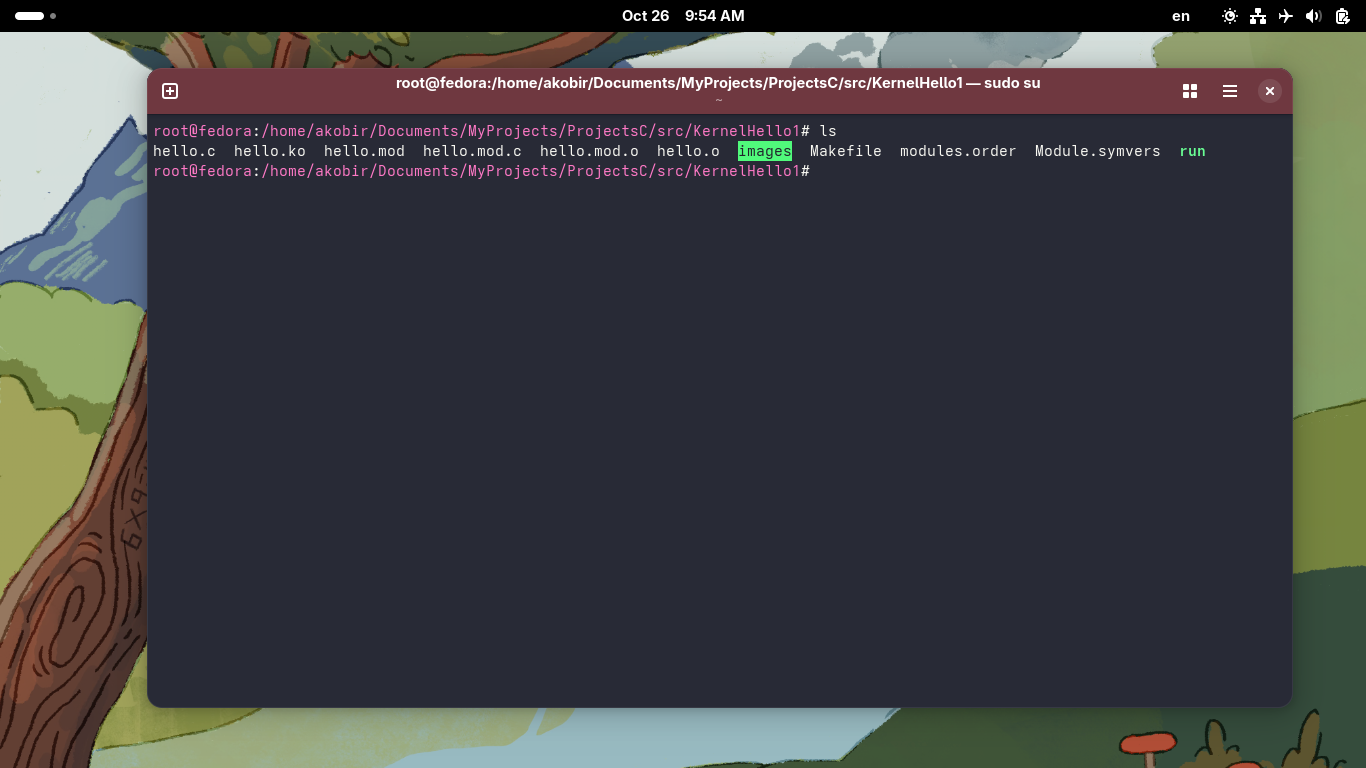 Oct 26 9:54 AM
en
root@fedora:/home/akobir/Documents/MyProjects/ProjectsC/src/KernelHello1 — sudo su
~
root@fedora:/home/akobir/Documents/MyProjects/ProjectsC/src/KernelHello1# ls
hello.c hello.ko hello.mod hello.mod.c hello.mod.o hello.o images Makefile modules.order Module.symvers run
root@fedora:/home/akobir/Documents/MyProjects/ProjectsC/src/KernelHello1#
6x9=